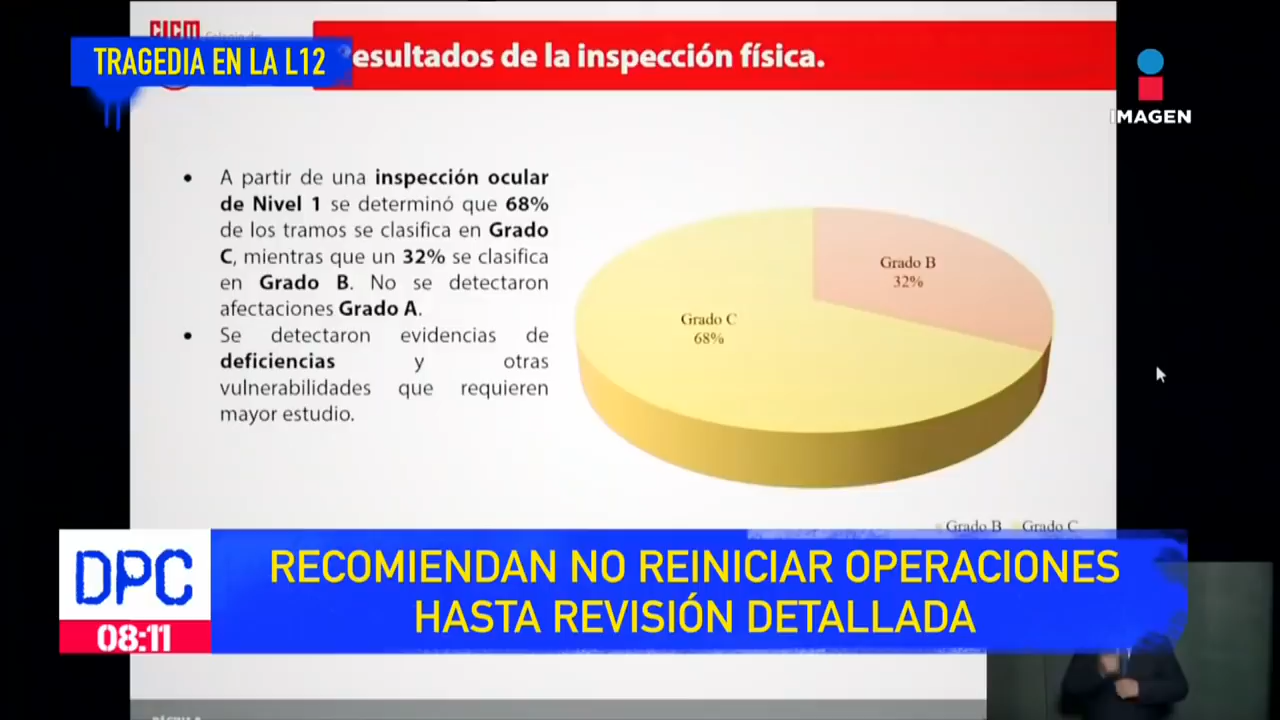 CICM
Colegio de
TRAGEDIA EN LA L12
esultados de la inspección física.
IMAGEN
• A partir de una inspección ocular
de Nivel 1 se determinó que 68%
de los tramos se clasifica en Grado
C, mientras que un 32% se clasifica
en Grado B. No se detectaron
afectaciones Grado A.
• Se detectaron evidencias de
deficiencias y otras
vulnerabilidades que requieren
mayor estudio.
Grado B
32%
Grado C
68%
Grado B Grado C
DPC
08:11
RECOMIENDAN NO REINICIAR OPERACIONES
HASTA REVISIÓN DETALLADA